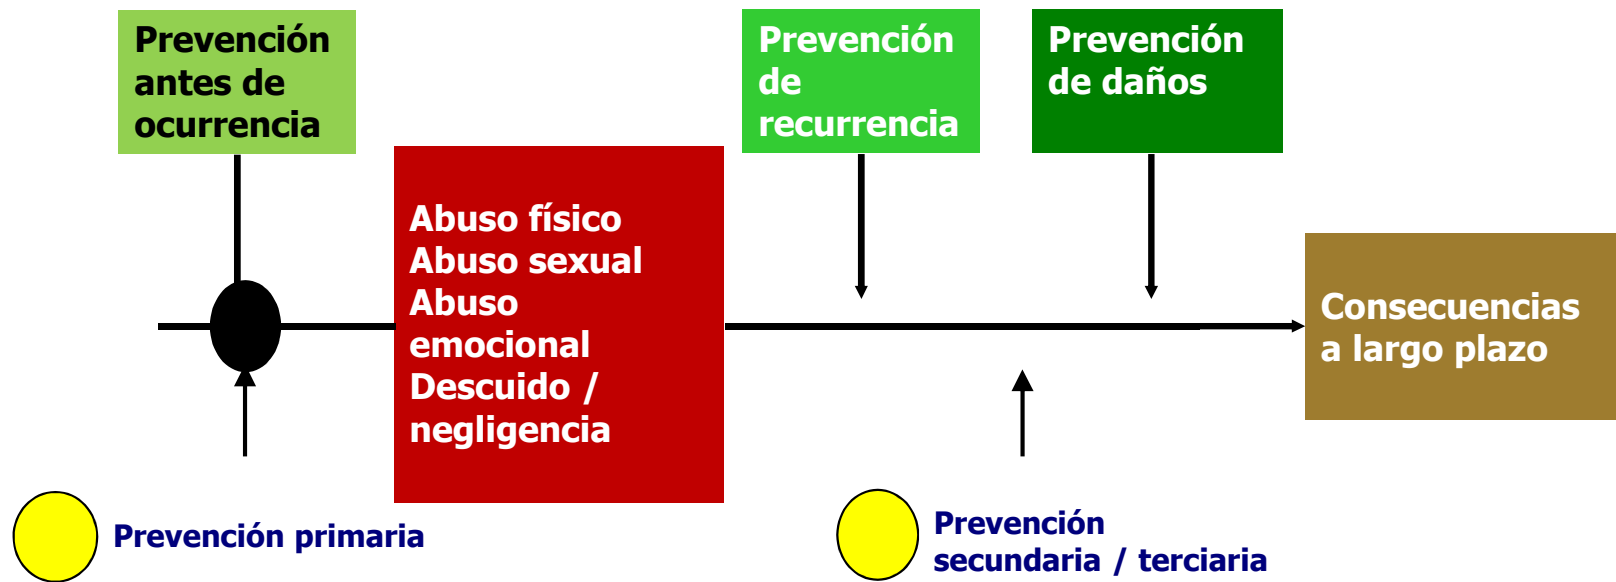 Prevención
antes de
ocurrencia
Prevención
de
recurrencia
Prevención
de daños
Abuso físico
Abuso sexual
Abuso
emocional
Descuido /
negligencia
Consecuencias
a largo plazo
Prevención primaria
Prevención
secundaria / terciaria